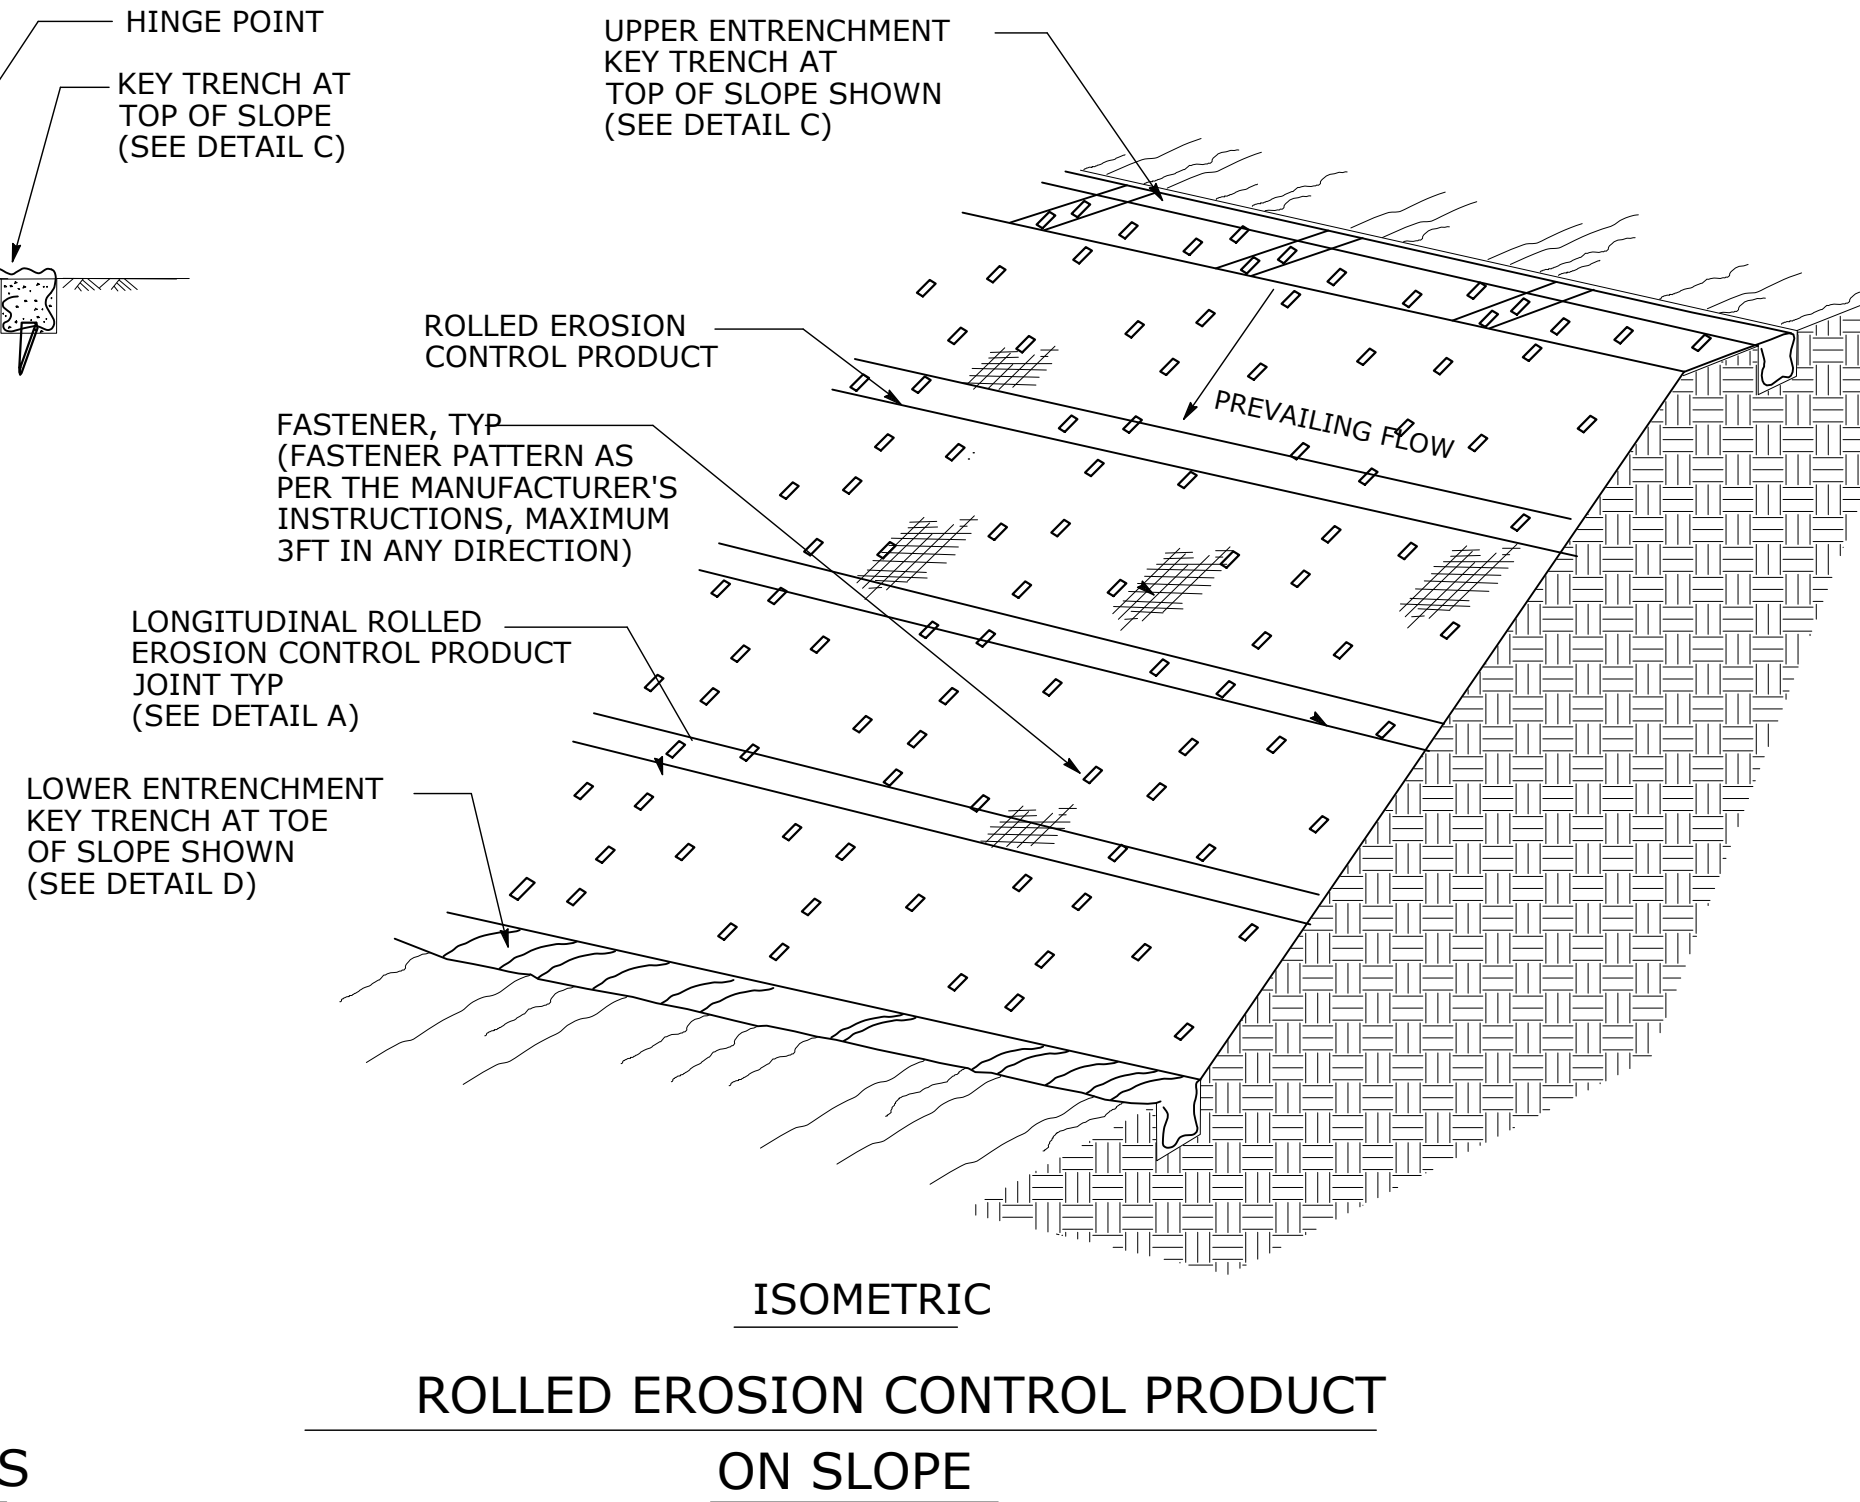 HINGE POINT
KEY TRENCH AT
TOP OF SLOPE
(SEE DETAIL C)
UPPER ENTRENCHMENT
KEY TRENCH AT
TOP OF SLOPE SHOWN
(SEE DETAIL C)
ROLLED EROSION
CONTROL PRODUCT
PREVAILING FLOW
FASTENER, TYP
(FASTENER PATTERN AS
PER THE MANUFACTURER'S
INSTRUCTIONS, MAXIMUM
3FT IN ANY DIRECTION)
LONGITUDINAL ROLLED
EROSION CONTROL PRODUCT
JOINT TYP
(SEE DETAIL A)
LOWER ENTRENCHMENT
KEY TRENCH AT TOE
OF SLOPE SHOWN
(SEE DETAIL D)
ISOMETRIC
ROLLED EROSION CONTROL PRODUCT
ON SLOPE
S